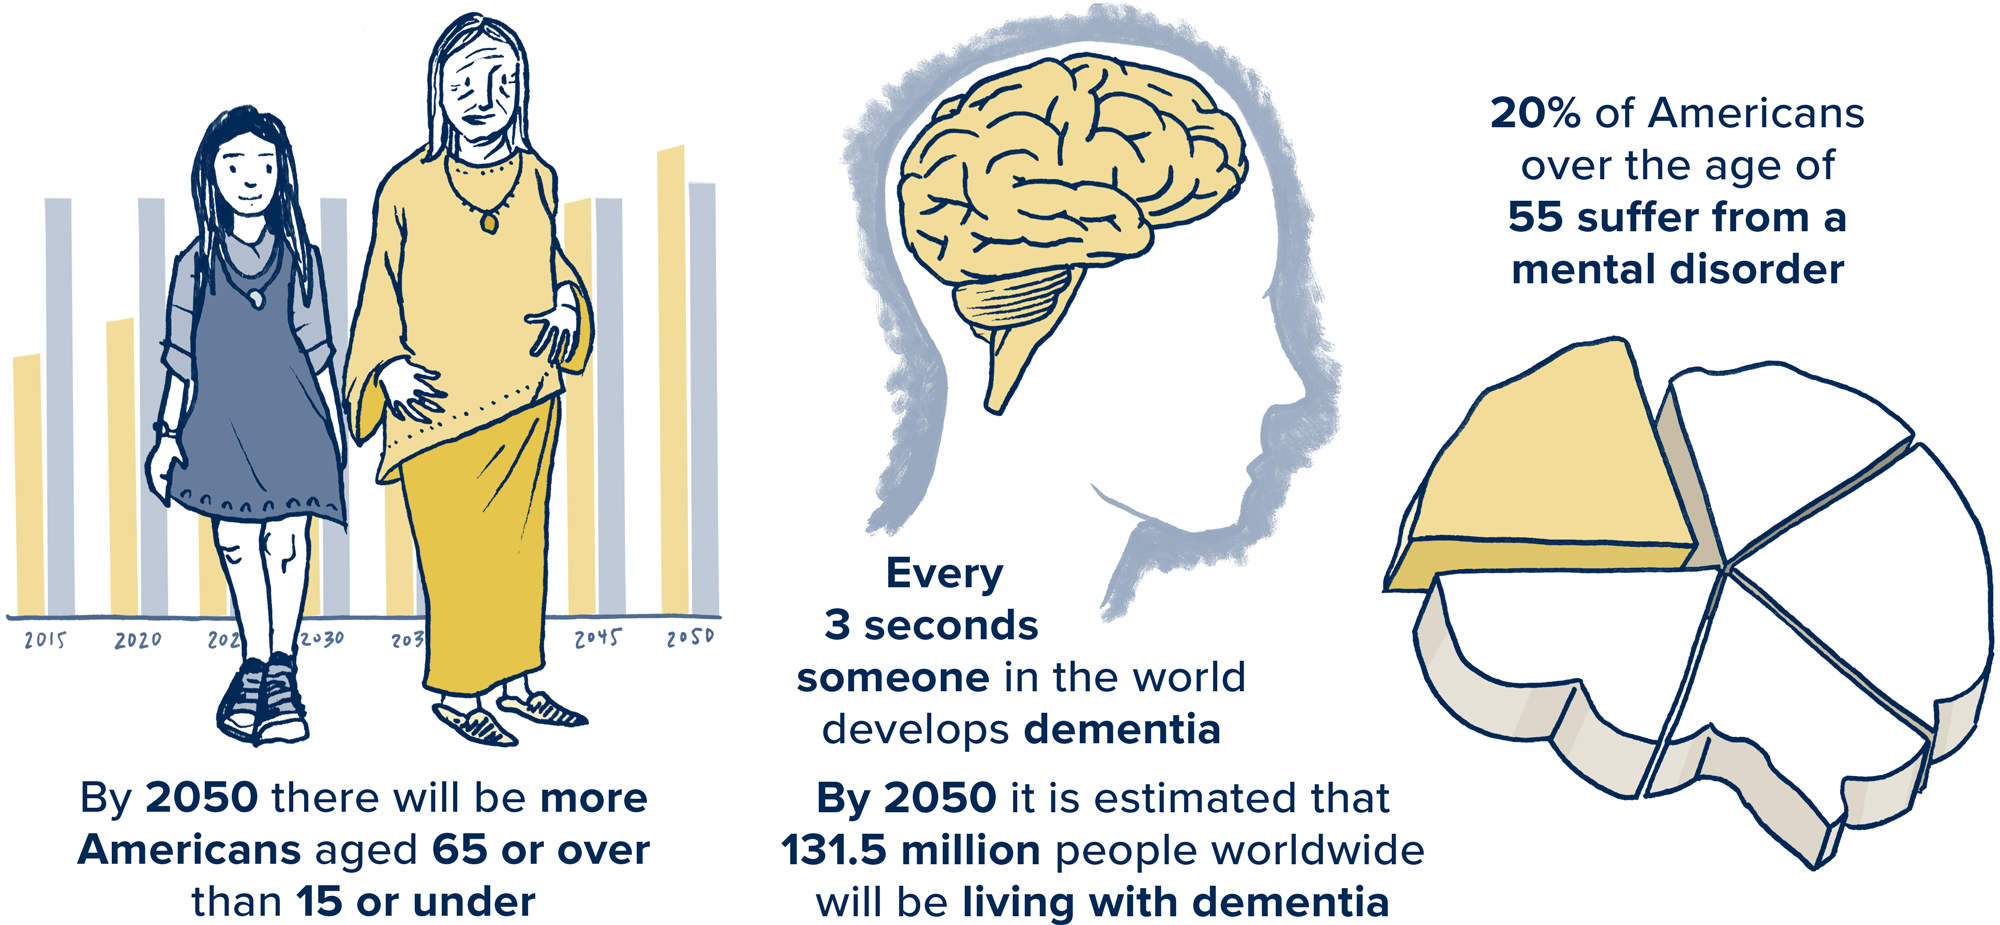 2015 2020 202 2030 203 2045 2050
By 2050 there will be more
Americans aged 65 or over
than 15 or under
Every
3 seconds
someone in the world
develops dementia
By 2050 it is estimated that
131.5 million people worldwide
will be living with dementia
20% of Americans
over the age of
55 suffer from a
mental disorder